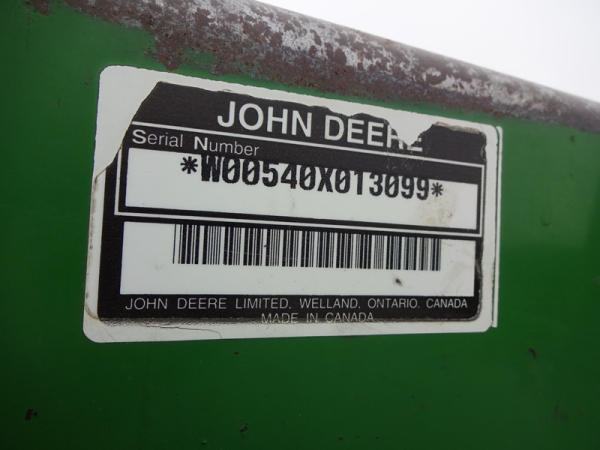 JOHN DEERE
Serial Number
*W00540X013099*
JOHN DEERE LIMITED, WELLAND, ONTARIO, CANADA
MADE IN CANADA